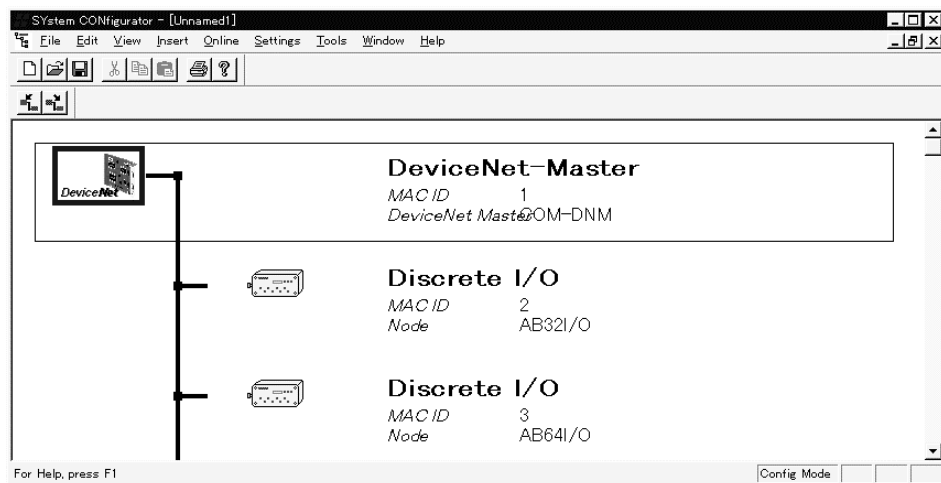 SYstem CONfigurator - [Unnamed1]
File Edit View Insert Online Settings Tools Window Help
DeviceNet
DeviceNet-Master
MAC ID 1
DeviceNet Master COM-DNM
Discrete I/O
MAC ID 2
Node AB32I/O
Discrete I/O
MAC ID 3
Node AB64I/O
For Help, press F1 Config Mode